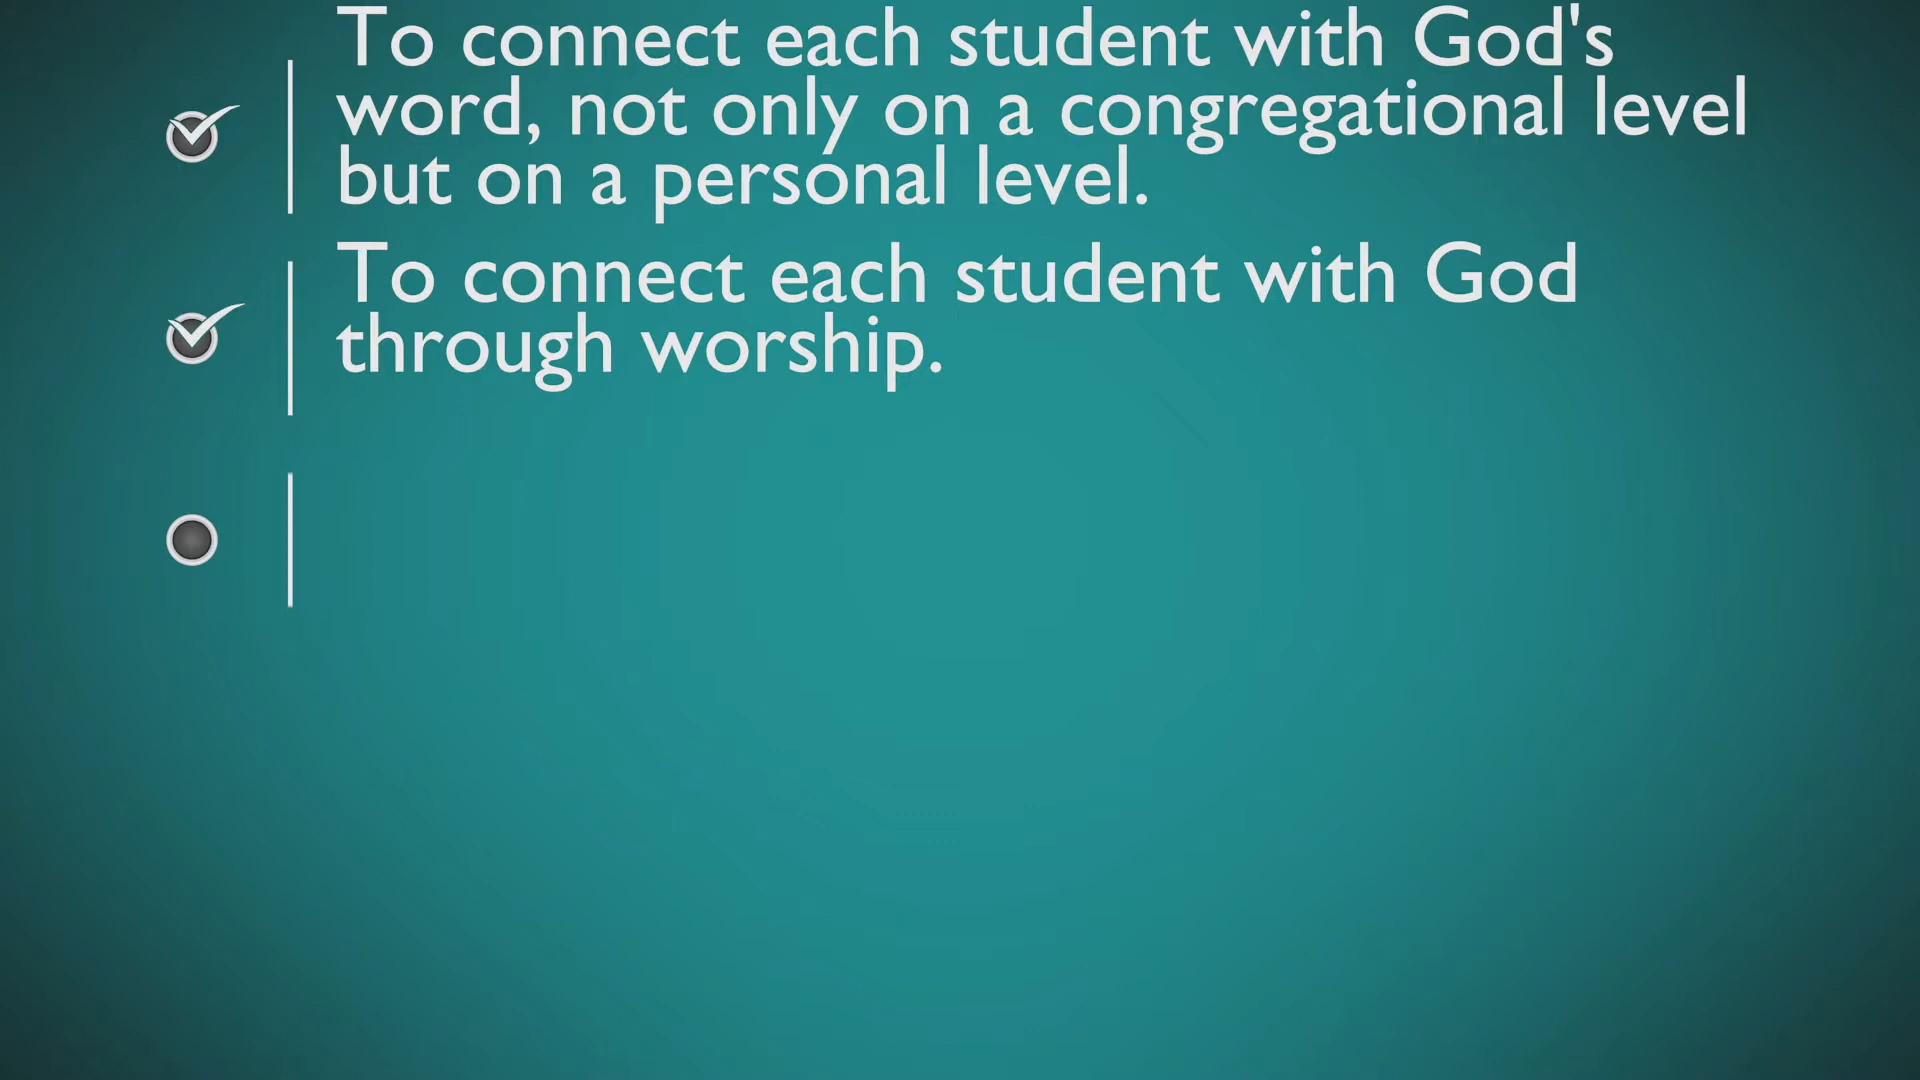 To connect each student with God's
word, not only on a congregational level
but on a personal level.
To connect each student with God
through worship.